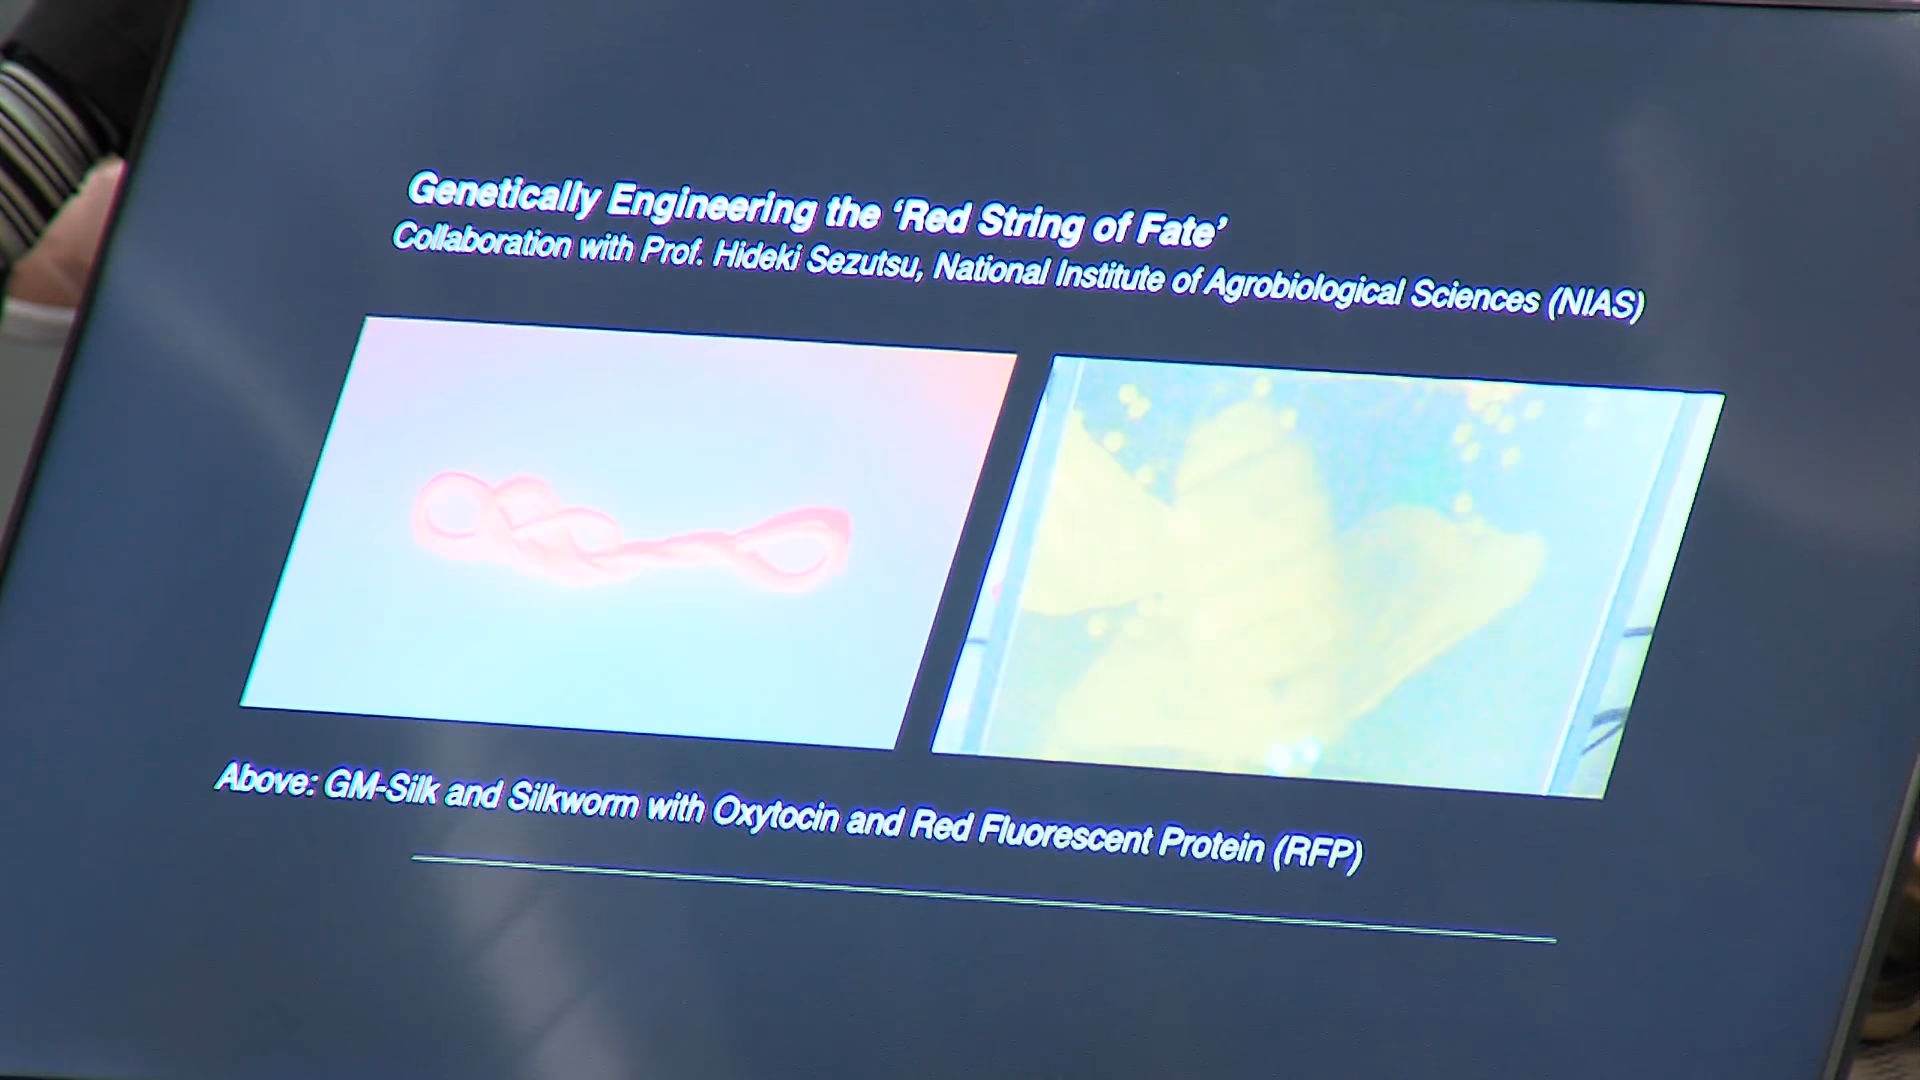 Genetically Engineering the ‘Red String of Fate’
Collaboration with Prof. Hideki Sezutsu, National Institute of Agrobiological Sciences (NIAS)
Above: GM-Silk and Silkworm with Oxytocin and Red Fluorescent Protein (RFP)